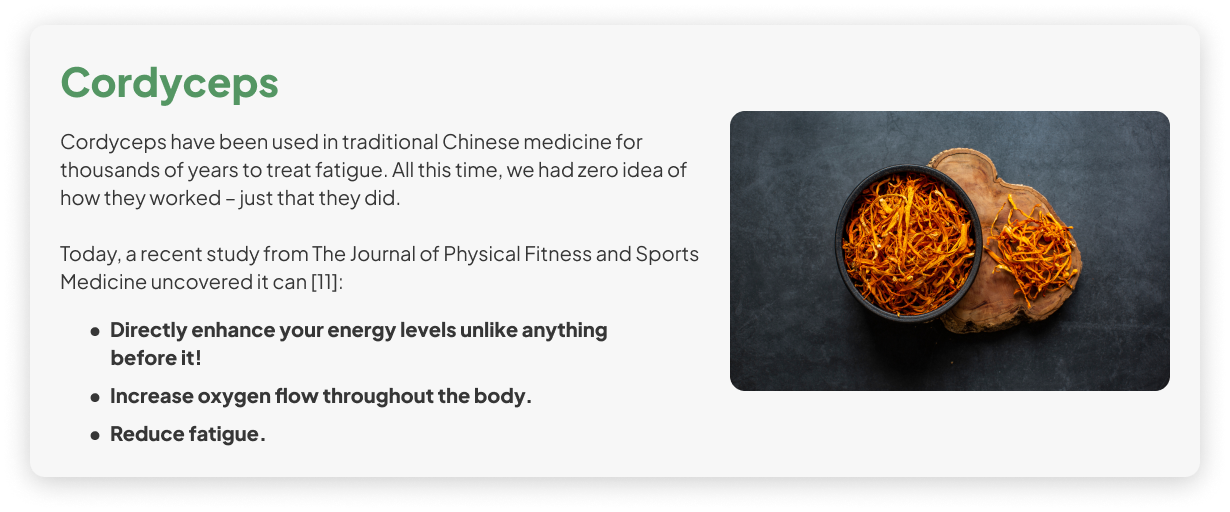 Cordyceps
Cordyceps have been used in traditional Chinese medicine for
thousands of years to treat fatigue. All this time, we had zero idea of
how they worked – just that they did.
Today, a recent study from The Journal of Physical Fitness and Sports
Medicine uncovered it can [11]:
● Directly enhance your energy levels unlike anything
before it!
● Increase oxygen flow throughout the body.
● Reduce fatigue.